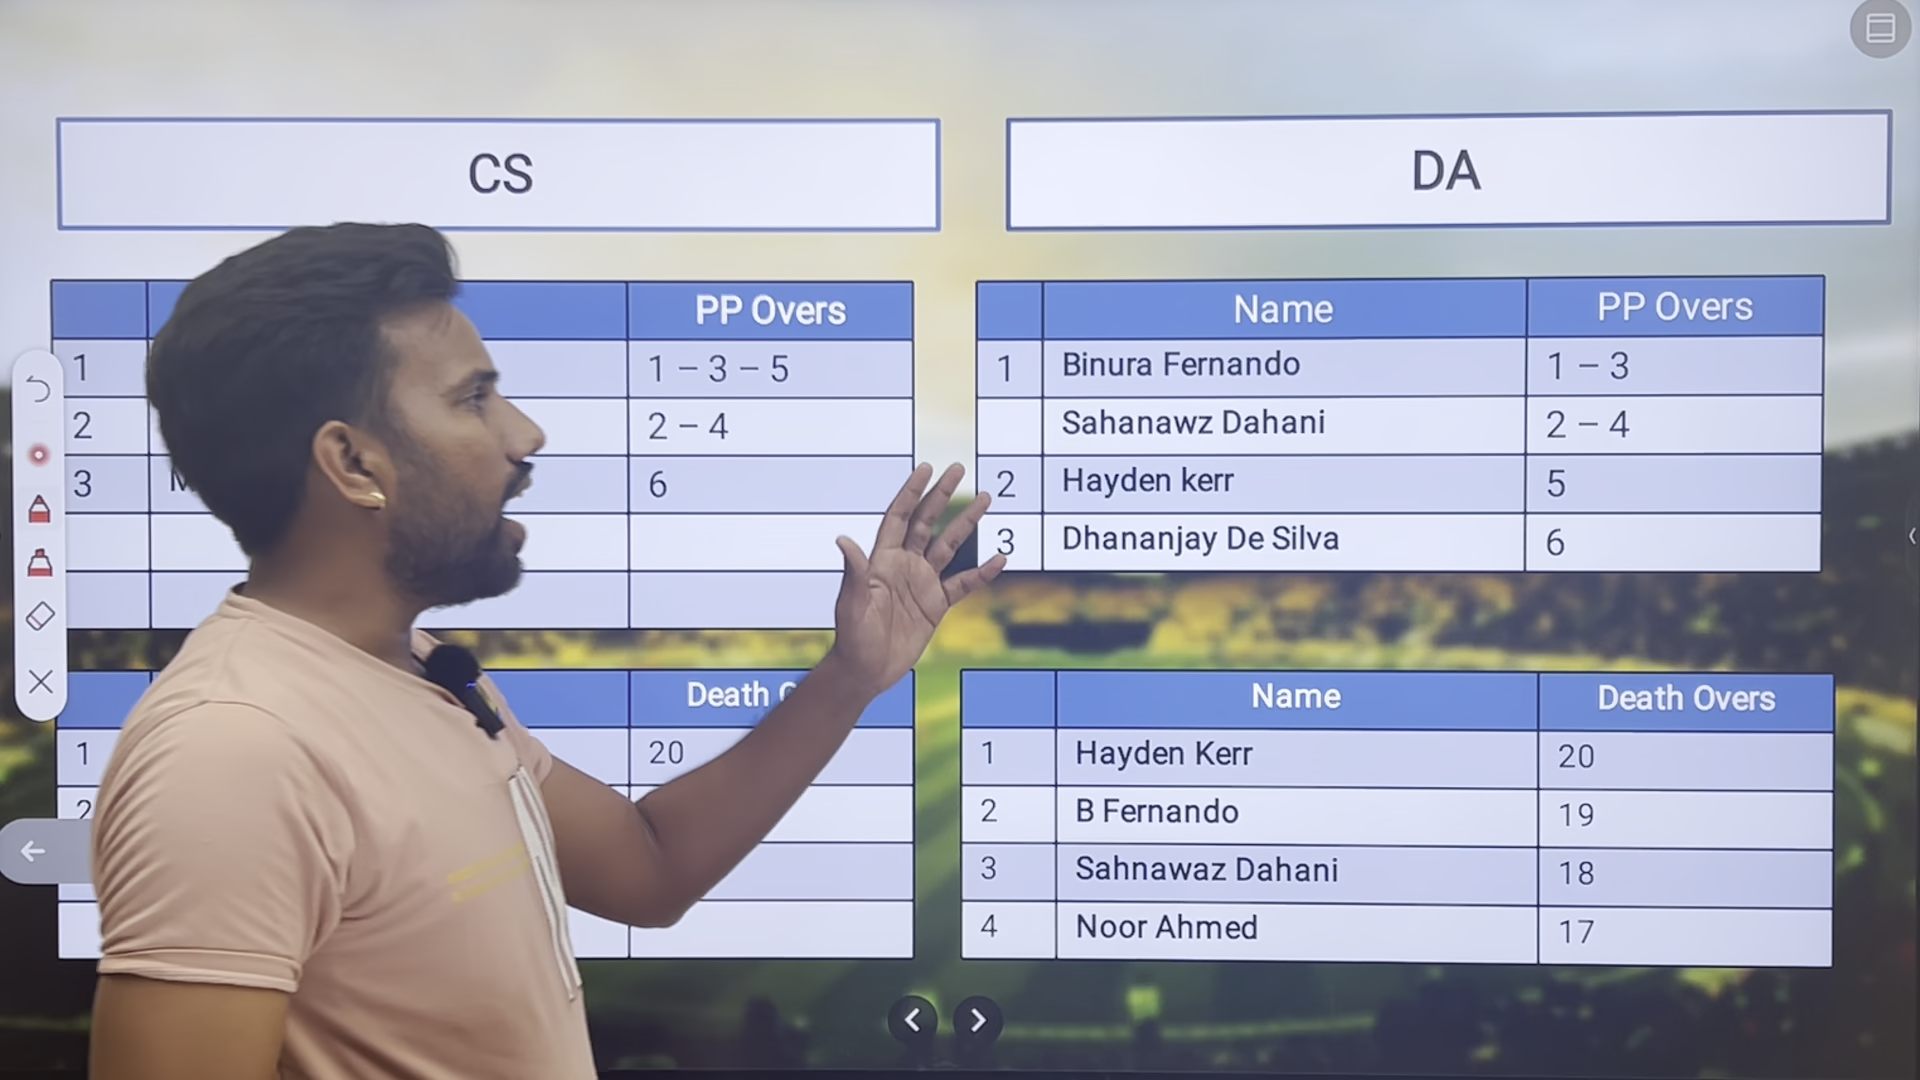 CS
PP Overs
1 1 – 3 – 5
2 2 – 4
3 6
Death
1 20
2
DA
Name PP Overs
1 Binura Fernando 1 – 3
Sahanawz Dahani 2 – 4
2 Hayden kerr 5
3 Dhananjay De Silva 6
Name Death Overs
1 Hayden Kerr 20
2 B Fernando 19
3 Sahnawaz Dahani 18
4 Noor Ahmed 17